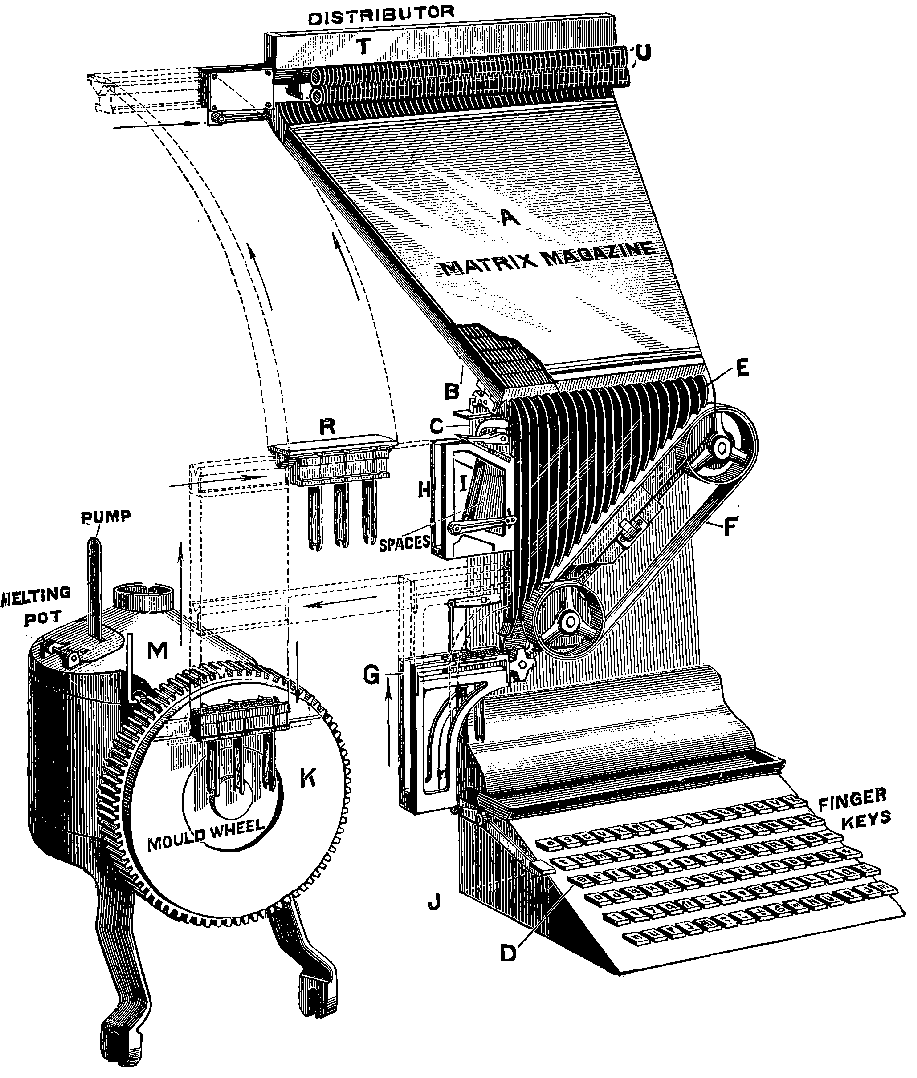 DISTRIBUTOR
T
U
A
MATRIX MAGAZINE
B
E
C
R
H
I
F
SPACES
PUMP
MELTING
POT
M
G
K
MOULD WHEEL
FINGER
KEYS
J
D